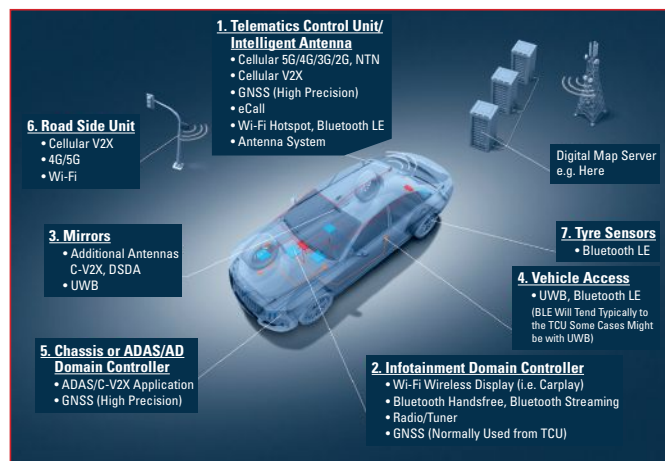 1. Telematics Control Unit/
Intelligent Antenna
• Cellular 5G/4G/3G/2G, NTN
• Cellular V2X
• GNSS (High Precision)
• eCall
• Wi-Fi Hotspot, Bluetooth LE
• Antenna System
6. Road Side Unit
• Cellular V2X
• 4G/5G
• Wi-Fi
Digital Map Server
e.g. Here
3. Mirrors
• Additional Antennas
C-V2X, DSDA
• UWB
7. Tyre Sensors
• Bluetooth LE
4. Vehicle Access
• UWB, Bluetooth LE
(BLE Will Tend Typically to
the TCU Some Cases Might
be with UWB)
5. Chassis or ADAS/AD
Domain Controller
• ADAS/C-V2X Application
• GNSS (High Precision)
2. Infotainment Domain Controller
• Wi-Fi Wireless Display (i.e. Carplay)
• Bluetooth Handsfree, Bluetooth Streaming
• Radio/Tuner
• GNSS (Normally Used from TCU)